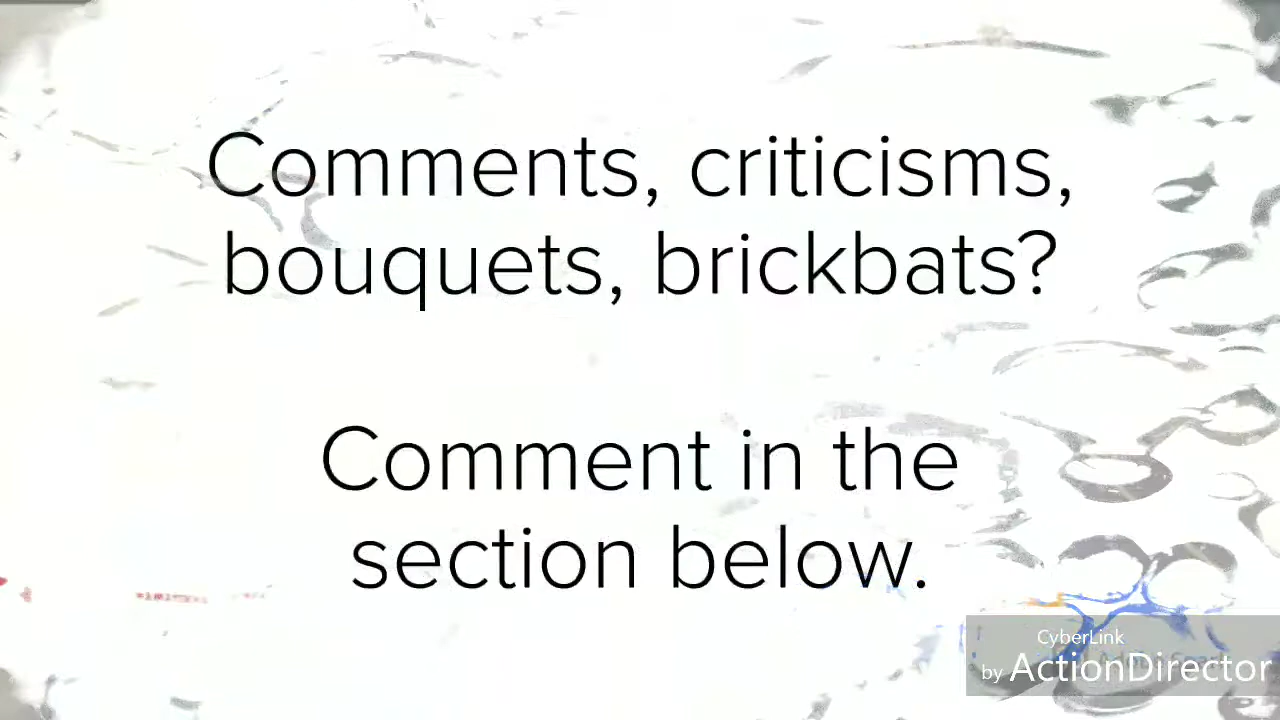 Comments, criticisms,
bouquets, brickbats?
Comment in the
section below.
CyberLink
by ActionDirector